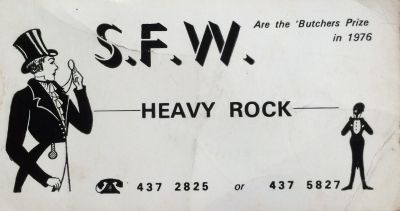 S.F.W.
Are the 'Butchers Prize
in 1976
HEAVY ROCK
437 2825 or 437 5827